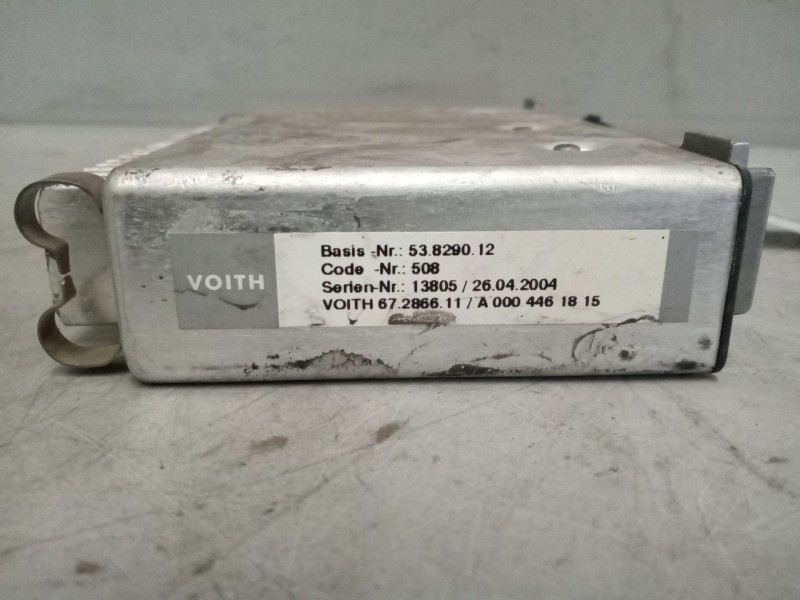 VOITH
Basis -Nr.: 53.8290.12
Code -Nr.: 508
Serien-Nr.: 13805 / 26.04.2004
VOITH 67.2866.11 / A 000 446 18 15